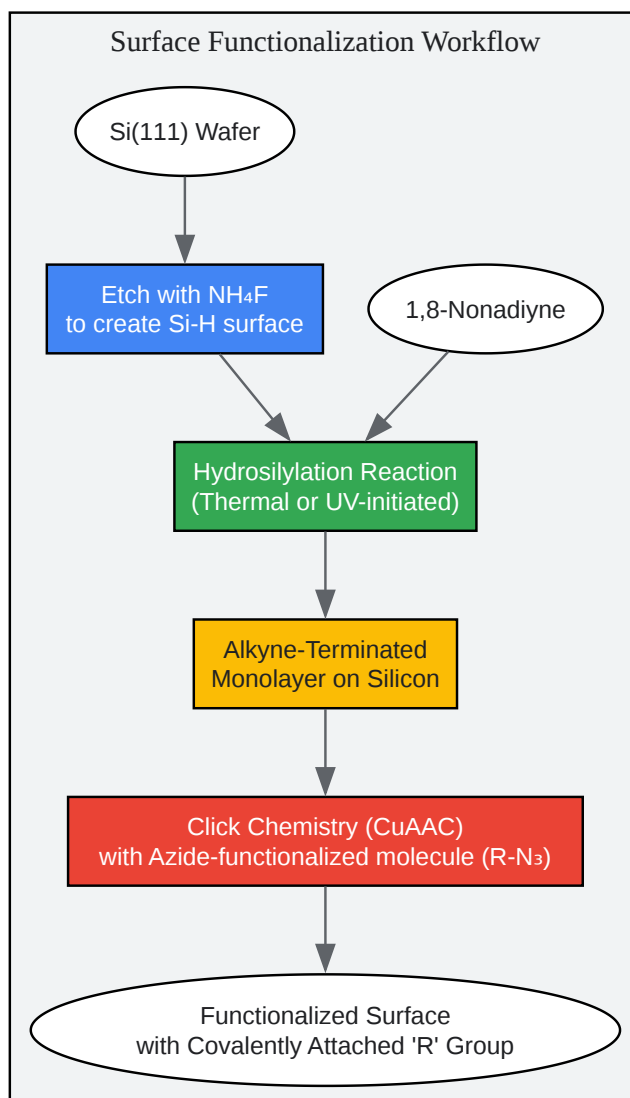 Surface Functionalization Workflow
Si(111) Wafer
Etch with NH₄F
to create Si-H surface
1,8-Nonadiyne
Hydrosilylation Reaction
(Thermal or UV-initiated)
Alkyne-Terminated
Monolayer on Silicon
Click Chemistry (CuAAC)
with Azide-functionalized molecule (R-N₃)
Functionalized Surface
with Covalently Attached 'R' Group